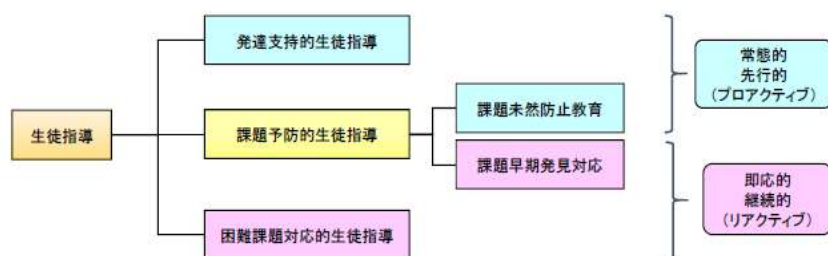 発達支持的生徒指導
常態的
先行的
(プロアクティブ)
課題未然防止教育
生徒指導
課題予防的生徒指導
課題早期発見対応
即応的
継続的
(リアクティブ)
困難課題対応的生徒指導